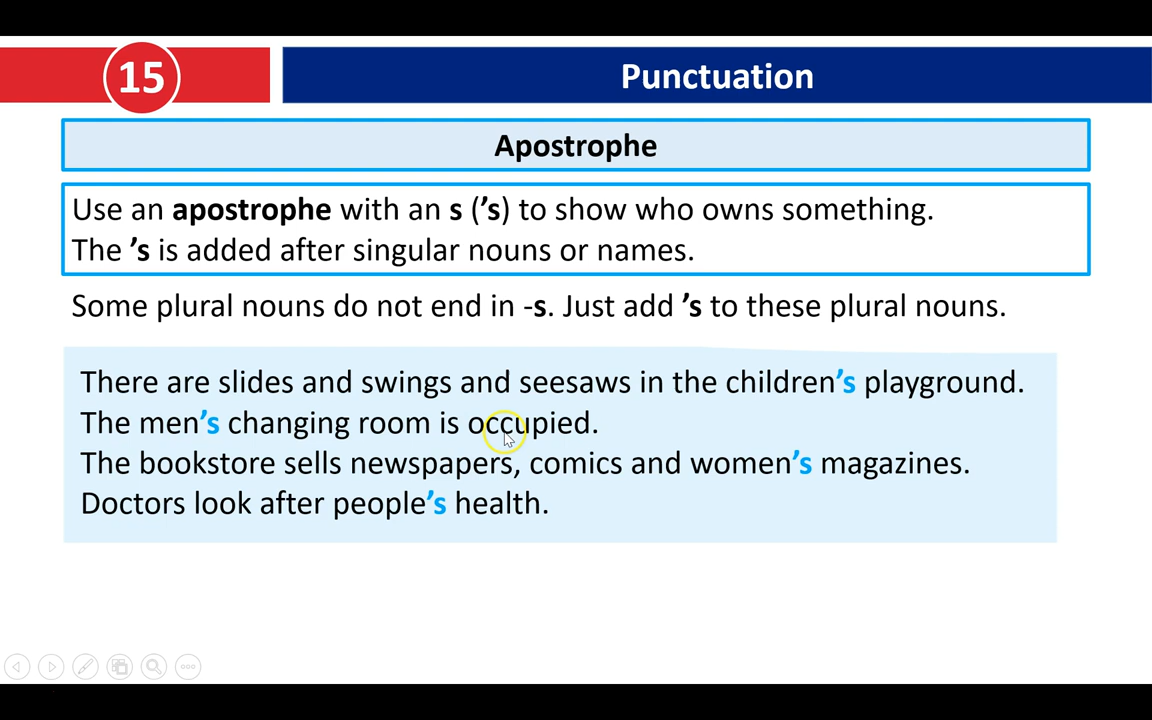 15
Punctuation
Apostrophe
Use an apostrophe with an s (’s) to show who owns something.
The ’s is added after singular nouns or names.
Some plural nouns do not end in -s. Just add ’s to these plural nouns.
There are slides and swings and seesaws in the children’s playground.
The men’s changing room is occupied.
The bookstore sells newspapers, comics and women’s magazines.
Doctors look after people’s health.